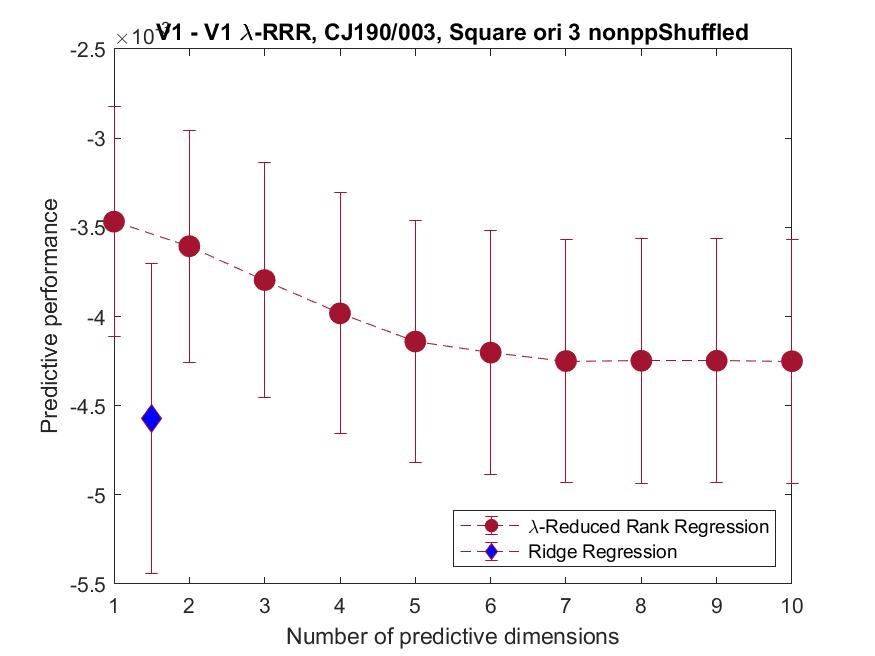 V1 - V1 λ-RRR, CJ190/003, Square ori 3 nonppShuffled
×10⁻³
-2.5
-3
-3.5
-4
-4.5
-5
-5.5
Predictive performance
λ-Reduced Rank Regression
Ridge Regression
1 2 3 4 5 6 7 8 9 10
Number of predictive dimensions